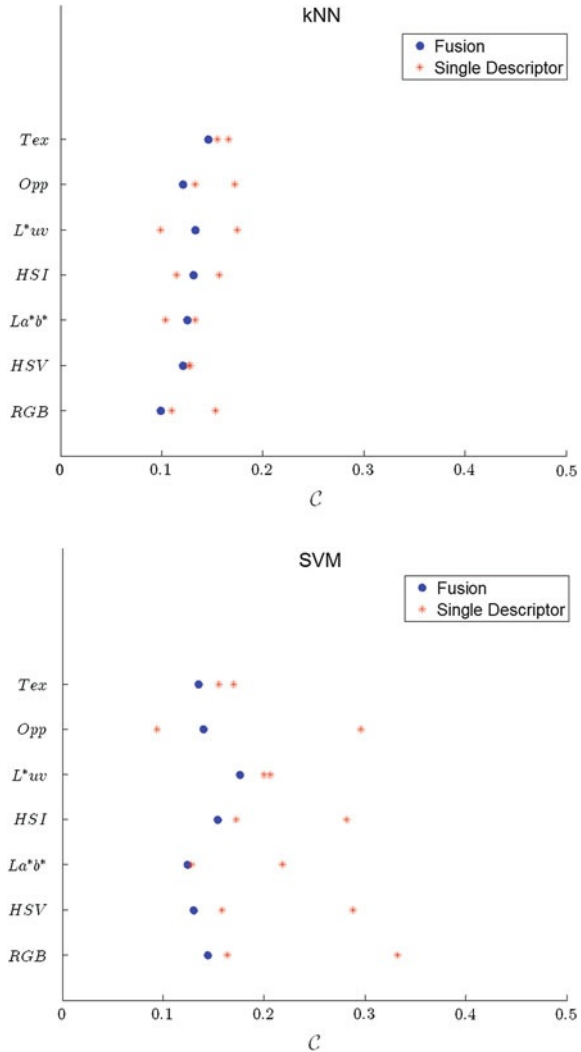 kNN
Fusion
Single Descriptor
Tex
Opp
L*uv
HSI
La*b*
HSV
RGB
0 0.1 0.2 0.3 0.4 0.5
C
SVM
Fusion
Single Descriptor
Tex
Opp
L*uv
HSI
La*b*
HSV
RGB
0 0.1 0.2 0.3 0.4 0.5
C